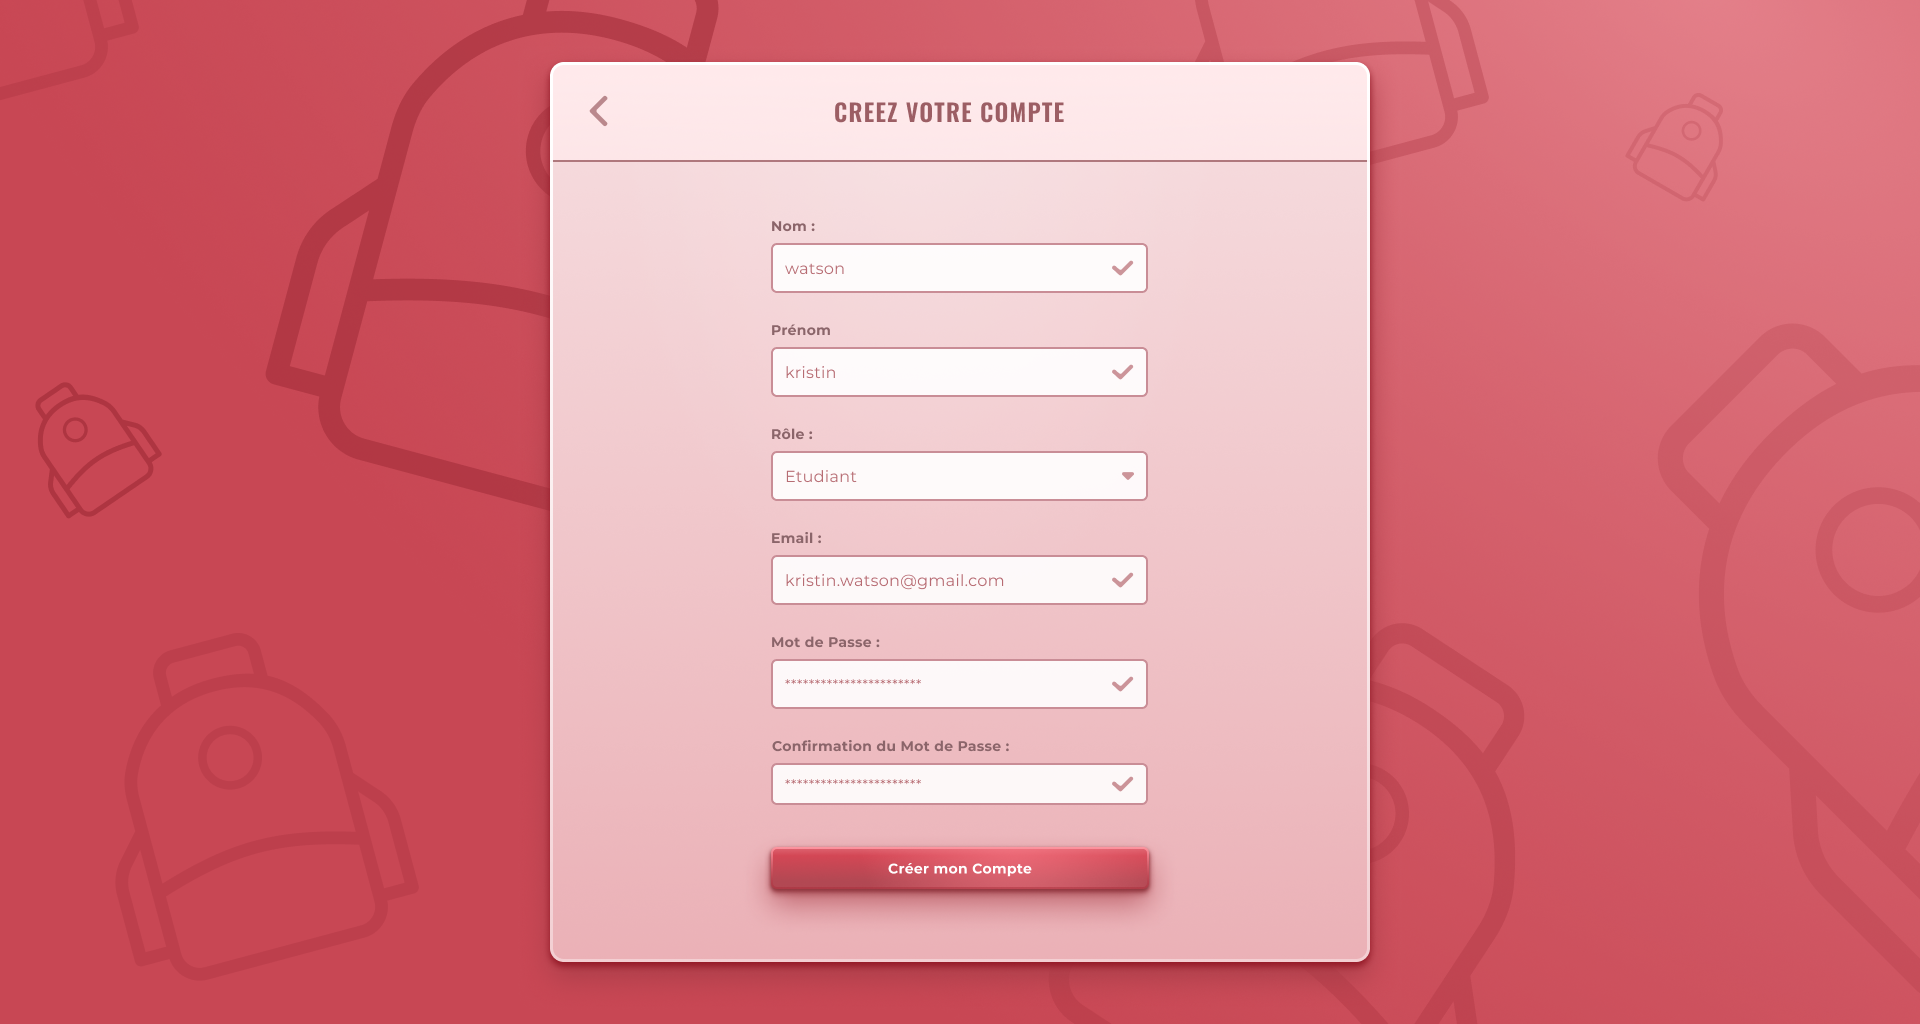 CREEZ VOTRE COMPTE
Nom :
watson
Prénom
kristin
Rôle :
Etudiant
Email :
kristin.watson@gmail.com
Mot de Passe :
***********************
Confirmation du Mot de Passe :
***********************
Créer mon Compte